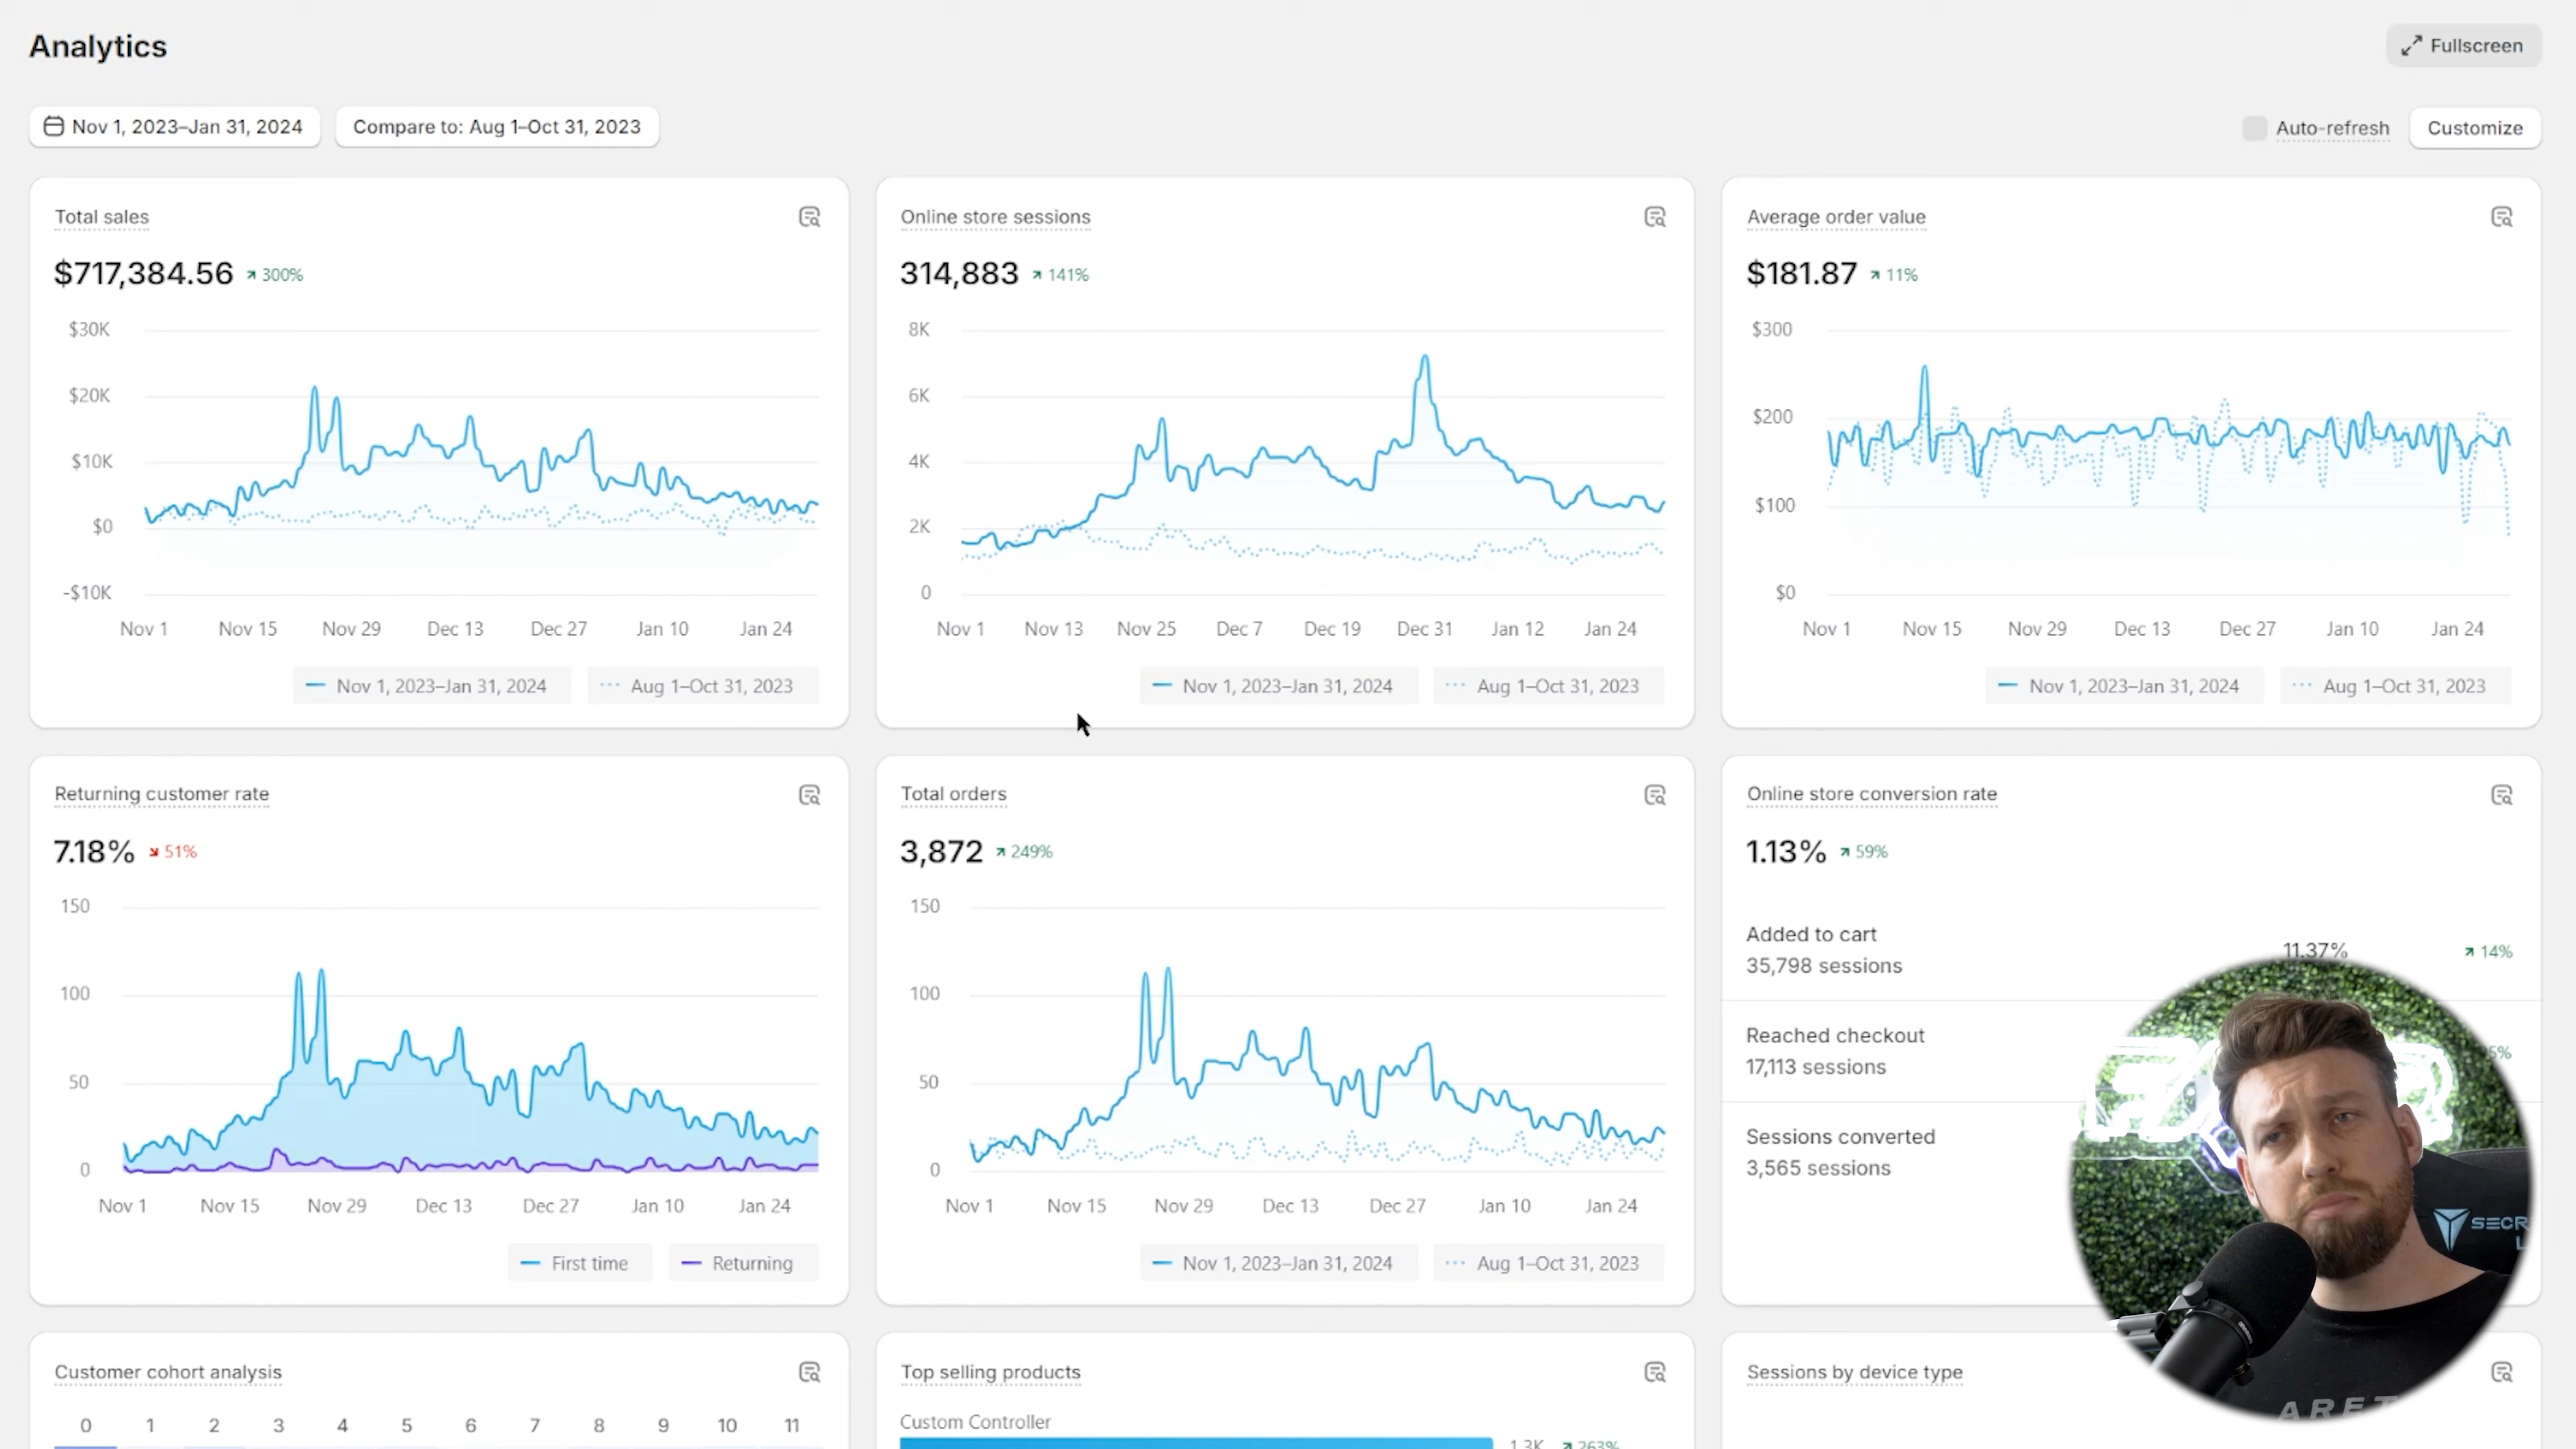 Analytics
Fullscreen
Nov 1, 2023–Jan 31, 2024
Compare to: Aug 1–Oct 31, 2023
Auto-refresh
Customize
Total sales
$717,384.56 300%
$30K
$20K
$10K
$0
-$10K
Nov 1 Nov 15 Nov 29 Dec 13 Dec 27 Jan 10 Jan 24
Nov 1, 2023–Jan 31, 2024 Aug 1–Oct 31, 2023
Online store sessions
314,883 141%
8K
6K
4K
2K
0
Nov 1 Nov 13 Nov 25 Dec 7 Dec 19 Dec 31 Jan 12 Jan 24
Nov 1, 2023–Jan 31, 2024 Aug 1–Oct 31, 2023
Average order value
$181.87 11%
$300
$200
$100
$0
Nov 1 Nov 15 Nov 29 Dec 13 Dec 27 Jan 10 Jan 24
Nov 1, 2023–Jan 31, 2024 Aug 1–Oct 31, 2023
Returning customer rate
7.18% 51%
150
100
50
0
Nov 1 Nov 15 Nov 29 Dec 13 Dec 27 Jan 10 Jan 24
First time Returning
Total orders
3,872 249%
150
100
50
0
Nov 1 Nov 15 Nov 29 Dec 13 Dec 27 Jan 10 Jan 24
Nov 1, 2023–Jan 31, 2024 Aug 1–Oct 31, 2023
Online store conversion rate
1.13% 59%
Added to cart
35,798 sessions
11.37% 14%
Reached checkout
17,113 sessions
Sessions converted
3,565 sessions
Customer cohort analysis
0 1 2 3 4 5 6 7 8 9 10 11
Top selling products
Custom Controller
1.3K 263%
Sessions by device type